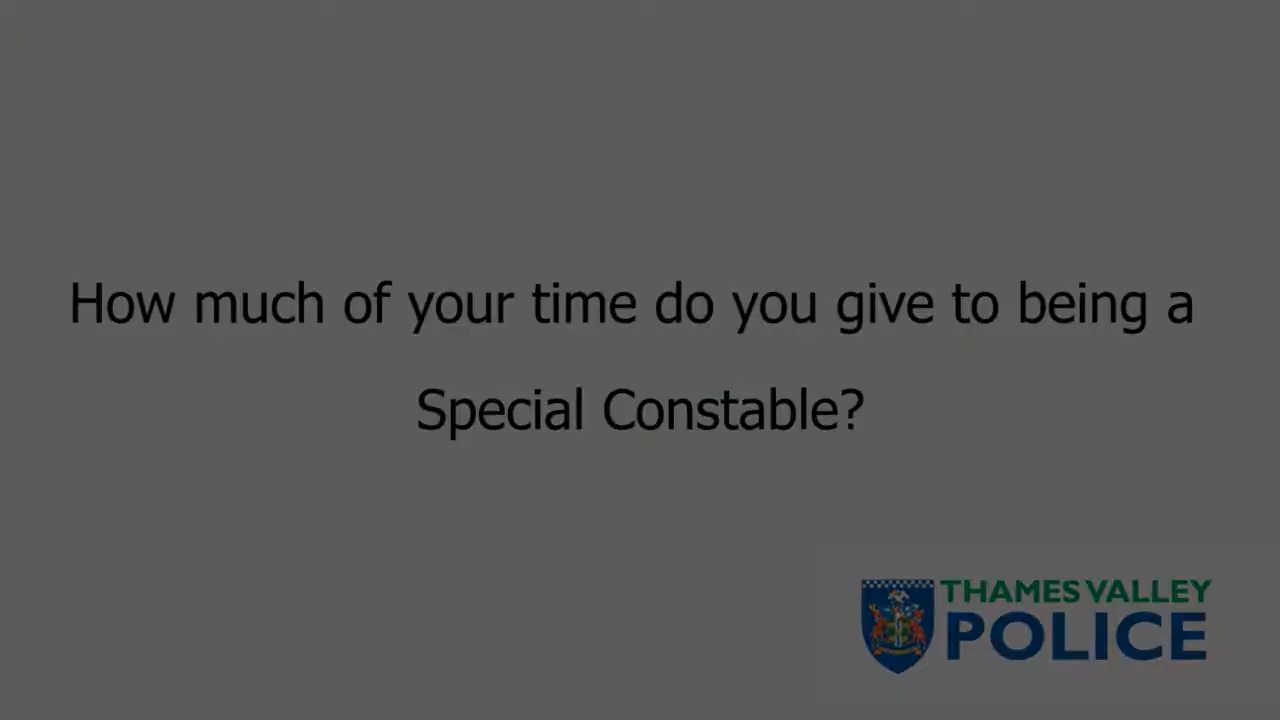 How much of your time do you give to being a
Special Constable?
THAMES VALLEY
POLICE